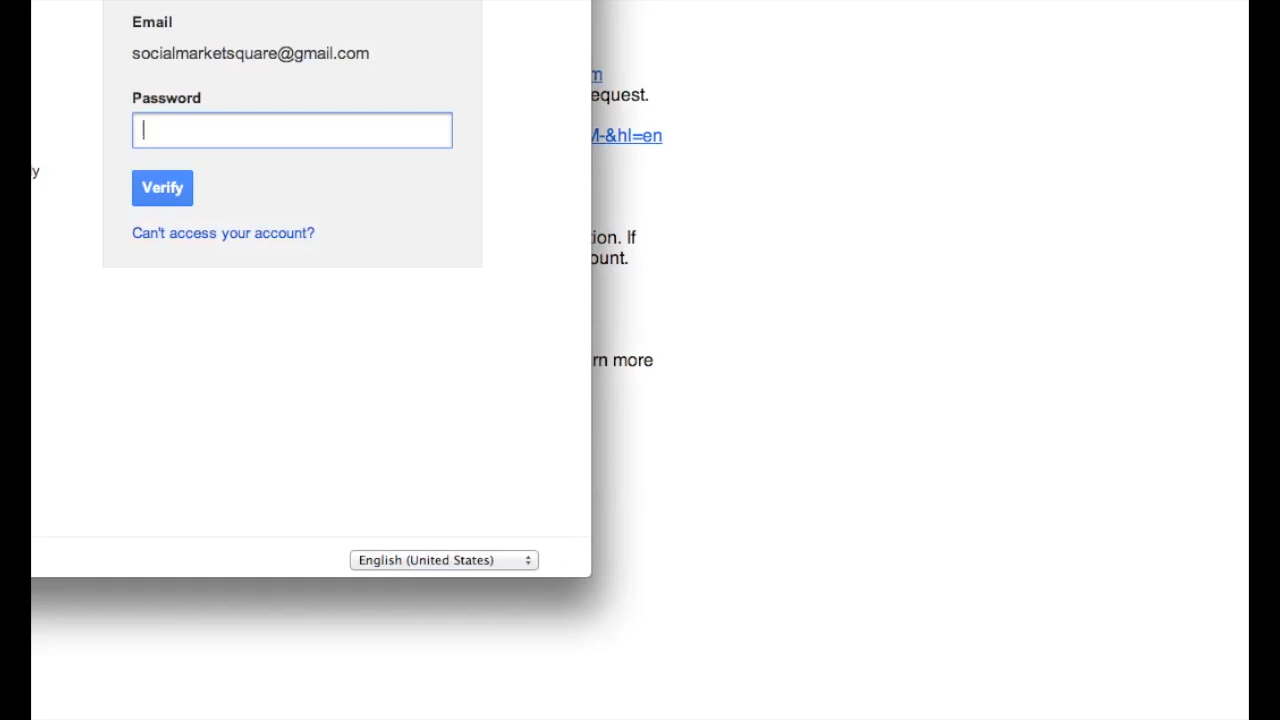 Email
socialmarketsquare@gmail.com
m
equest.
Password
M-&hl=en
y
Verify
Can't access your account?
tion. If
ount.
rn more
English (United States)